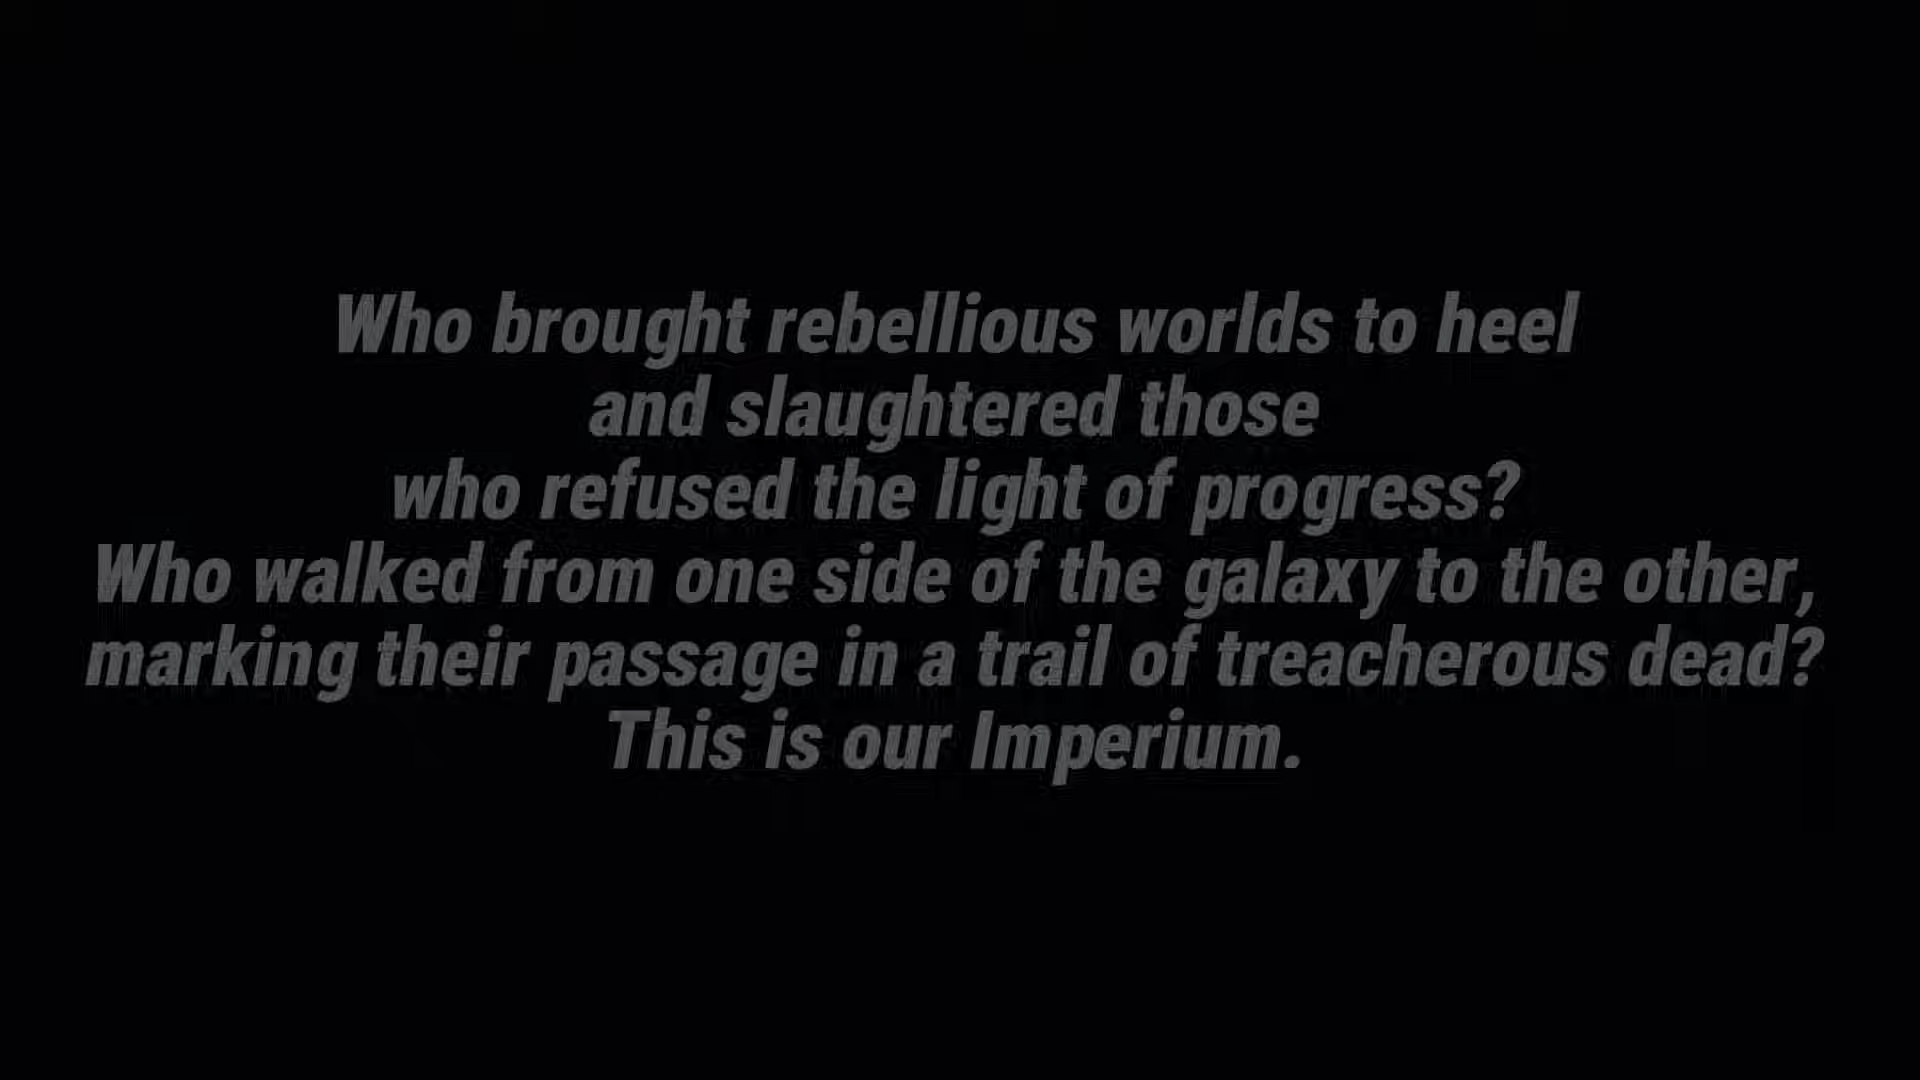 Who brought rebellious worlds to heel
and slaughtered those
who refused the light of progress?
Who walked from one side of the galaxy to the other,
marking their passage in a trail of treacherous dead?
This is our Imperium.